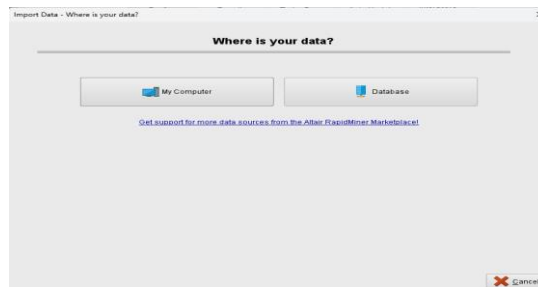 Import Data - Where is your data?
Where is your data?
My Computer
Database
Get support for more data sources from the Altair RapidMiner Marketplace!
Cancel